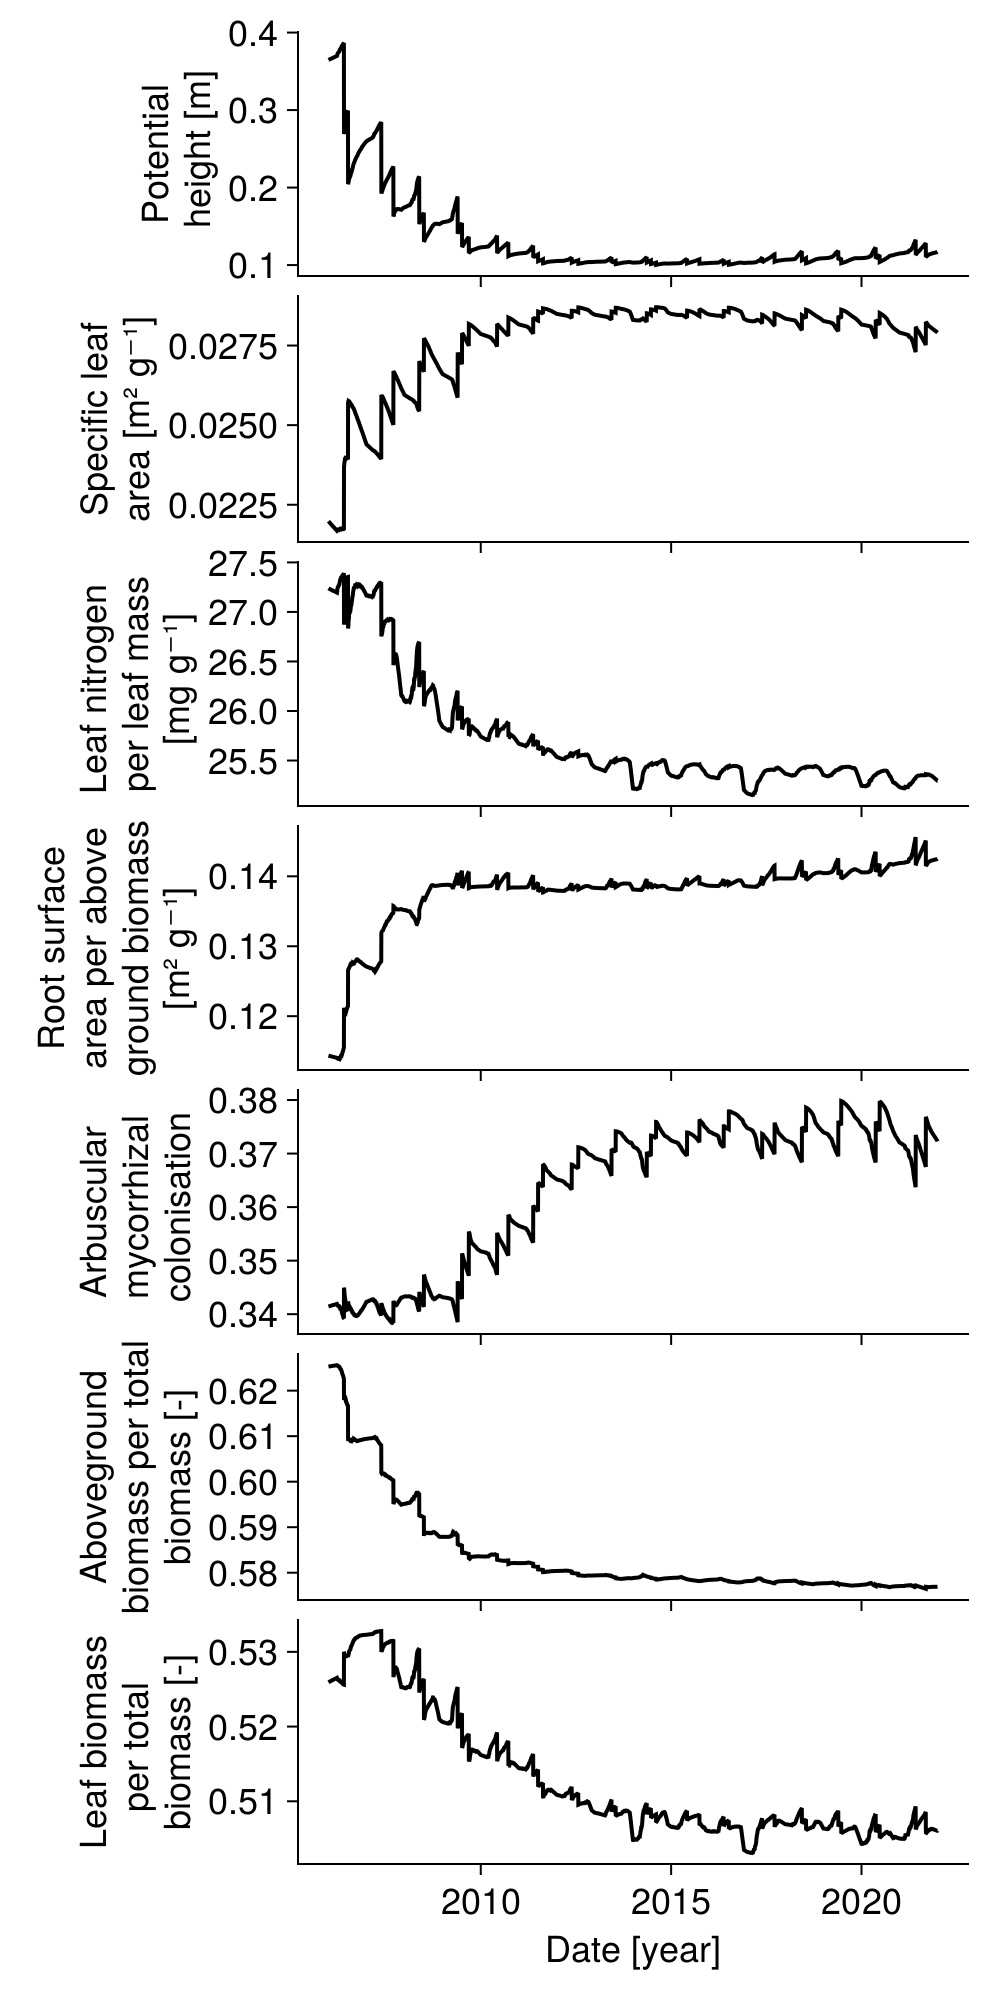 Potential
height [m]
0.4
0.3
0.2
0.1
Specific leaf
area [m² g⁻¹]
0.0275
0.0250
0.0225
Leaf nitrogen
per leaf mass
[mg g⁻¹]
27.5
27.0
26.5
26.0
25.5
Root surface
area per above
ground biomass
[m² g⁻¹]
0.14
0.13
0.12
Arbuscular
mycorrhizal
colonisation
0.38
0.37
0.36
0.35
0.34
Aboveground
biomass per total
biomass [-]
0.62
0.61
0.60
0.59
0.58
Leaf biomass
per total
biomass [-]
0.53
0.52
0.51
2010 2015 2020
Date [year]